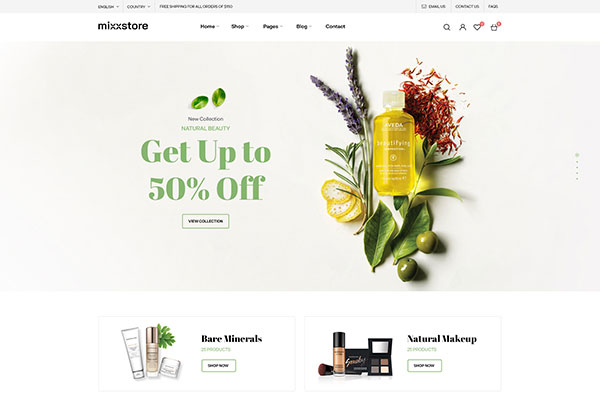 ENGLISH COUNTRY FREE SHIPPING FOR ALL ORDERS OF $150 EMAIL US CONTACT US FAQS
mixxstore Home Shop Pages Blog Contact
New Collection
NATURAL BEAUTY
Get Up to
50% Off
VIEW COLLECTION
AVEDA
beautifying
Bare Minerals
25 PRODUCTS
SHOP NOW
Natural Makeup
21 PRODUCTS
SHOP NOW